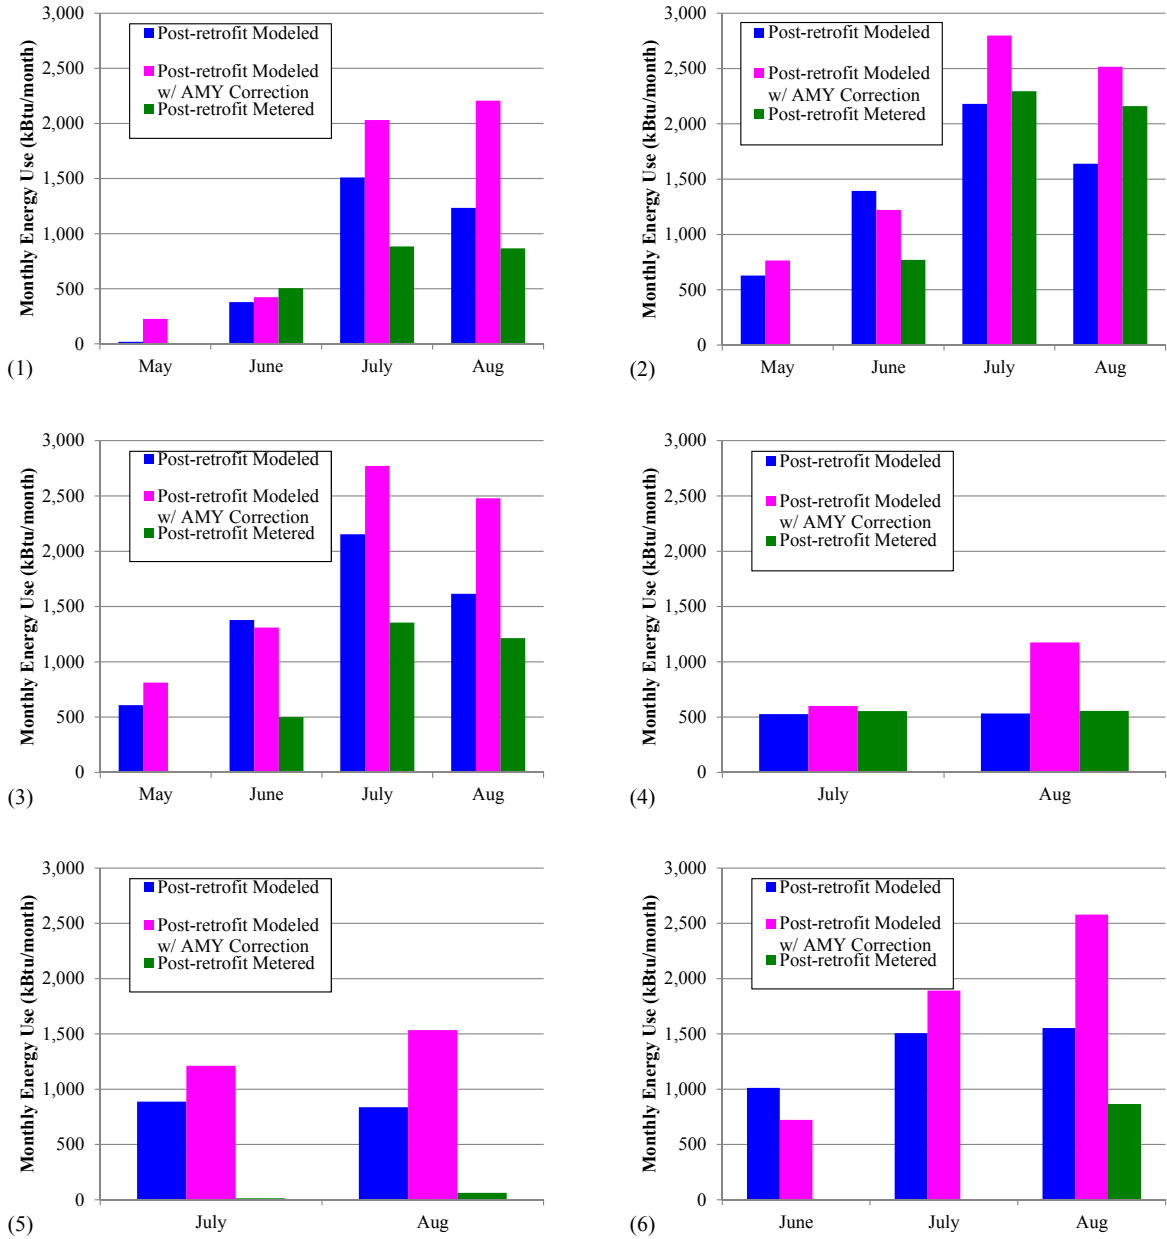 3,000
2,500
2,000
1,500
1,000
500
0
Monthly Energy Use (kBtu/month)
Post-retrofit Modeled
Post-retrofit Modeled
w/ AMY Correction
Post-retrofit Metered
May
June
July
Aug
(1)
3,000
2,500
2,000
1,500
1,000
500
0
Monthly Energy Use (kBtu/month)
Post-retrofit Modeled
Post-retrofit Modeled
w/ AMY Correction
Post-retrofit Metered
May
June
July
Aug
(2)
3,000
2,500
2,000
1,500
1,000
500
0
Monthly Energy Use (kBtu/month)
Post-retrofit Modeled
Post-retrofit Modeled
w/ AMY Correction
Post-retrofit Metered
May
June
July
Aug
(3)
3,000
2,500
2,000
1,500
1,000
500
0
Monthly Energy Use (kBtu/month)
Post-retrofit Modeled
Post-retrofit Modeled
w/ AMY Correction
Post-retrofit Metered
July
Aug
(4)
3,000
2,500
2,000
1,500
1,000
500
0
Monthly Energy Use (kBtu/month)
Post-retrofit Modeled
Post-retrofit Modeled
w/ AMY Correction
Post-retrofit Metered
July
Aug
(5)
3,000
2,500
2,000
1,500
1,000
500
0
Monthly Energy Use (kBtu/month)
Post-retrofit Modeled
Post-retrofit Modeled
w/ AMY Correction
Post-retrofit Metered
June
July
Aug
(6)